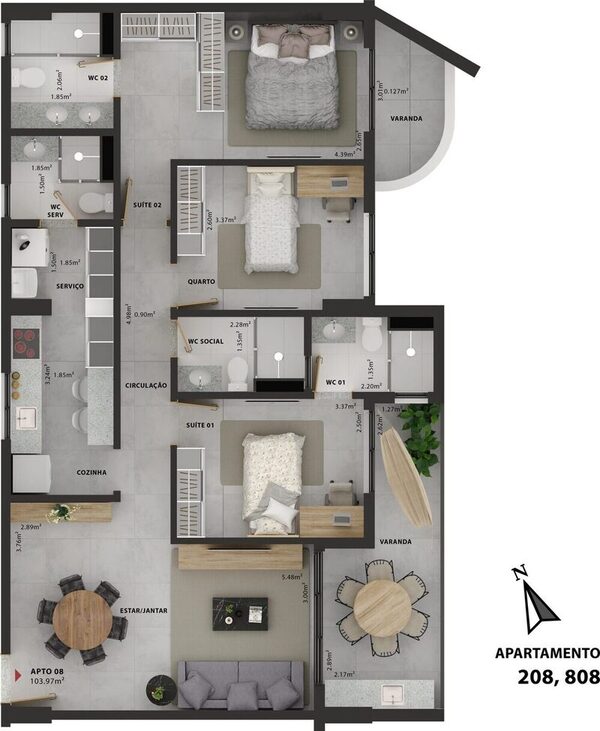 WC 02
2.06m²
1.85m²
3.01m²
0.127m²
VARANDA
2.65m²
4.39m²
1.85m²
1.50m²
WC
SERV
SUÍTE 02
2.60m²
3.37m²
QUARTO
1.50m²
1.85m²
SERVIÇO
4.98m²
0.90m²
2.28m²
WC SOCIAL
1.35m²
1.35m²
WC 01
2.20m²
3.24m²
1.85m²
CIRCULAÇÃO
SUÍTE 01
3.37m²
2.50m²
1.27m²
2.62m²
COZINHA
2.89m²
3.76m²
VARANDA
5.48m²
3.00m²
ESTAR/JANTAR
APTO 08
103.97m²
2.89m²
2.17m²
N
APARTAMENTO
208, 808